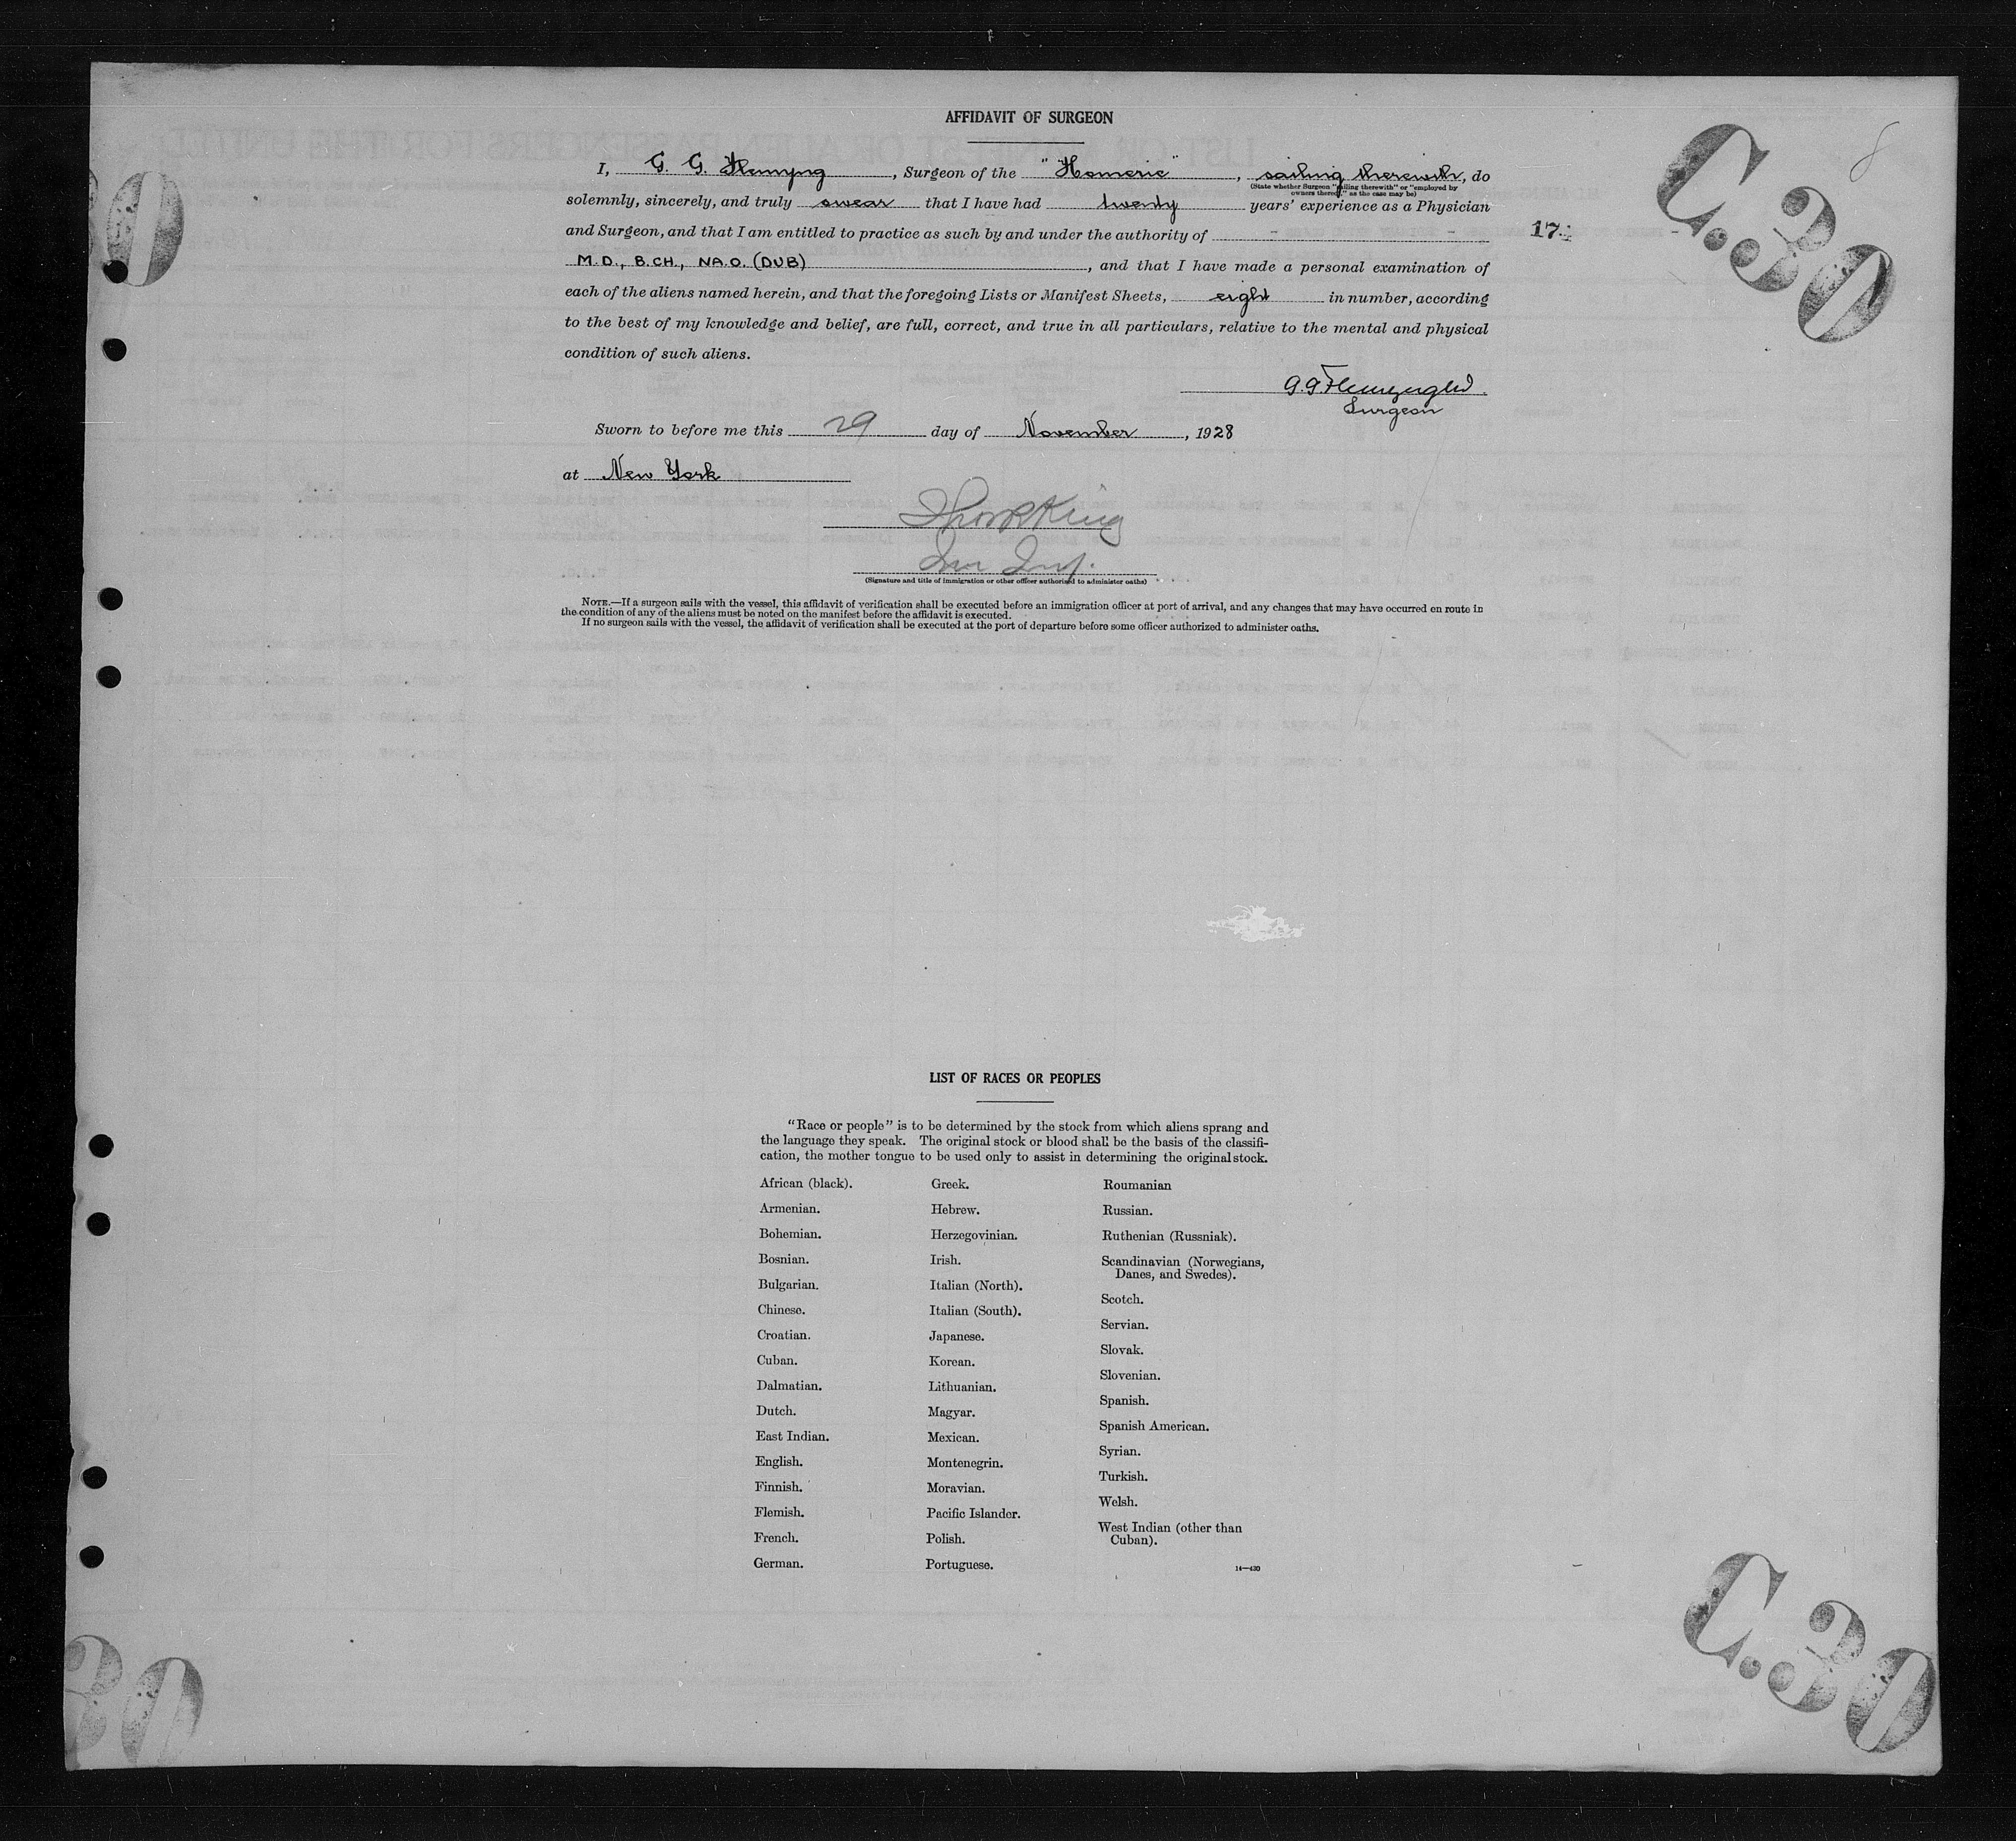 AFFIDAVIT OF SURGEON
I, G. G. Flemyng, Surgeon of the "Homeric", sailing therewith, do
(State whether Surgeon "sailing therewith" or "employed by
owners thereof," as the case may be)
solemnly, sincerely, and truly swear that I have had twenty years' experience as a Physician
and Surgeon, and that I am entitled to practice as such by and under the authority of
M.D., B.CH., NA.O. (DUB), and that I have made a personal examination of
each of the aliens named herein, and that the foregoing Lists or Manifest Sheets, eight in number, according
to the best of my knowledge and belief, are full, correct, and true in all particulars, relative to the mental and physical
condition of such aliens.
G.G. Flemyng
Surgeon
Sworn to before me this 29 day of November, 1928
at New York
King
(Signature and title of immigration or other officer authorized to administer oaths)
NOTE.—If a surgeon sails with the vessel, this affidavit of verification shall be executed before an immigration officer at port of arrival, and any changes that may have occurred en route in
the condition of any of the aliens must be noted on the manifest before the affidavit is executed.
If no surgeon sails with the vessel, the affidavit of verification shall be executed at the port of departure before some officer authorized to administer oaths.
8
C.30
17
0
LIST OF RACES OR PEOPLES
"Race or people" is to be determined by the stock from which aliens sprang and
the language they speak. The original stock or blood shall be the basis of the classifi-
cation, the mother tongue to be used only to assist in determining the original stock.
African (black).
Armenian.
Bohemian.
Bosnian.
Bulgarian.
Chinese.
Croatian.
Cuban.
Dalmatian.
Dutch.
East Indian.
English.
Finnish.
Flemish.
French.
German.
Greek.
Hebrew.
Herzegovinian.
Irish.
Italian (North).
Italian (South).
Japanese.
Korean.
Lithuanian.
Magyar.
Mexican.
Montenegrin.
Moravian.
Pacific Islander.
Polish.
Portuguese.
Roumanian
Russian.
Ruthenian (Russniak).
Scandinavian (Norwegians,
Danes, and Swedes).
Scotch.
Servian.
Slovak.
Slovenian.
Spanish.
Spanish American.
Syrian.
Turkish.
Welsh.
West Indian (other than
Cuban).
14—430
C.30
30